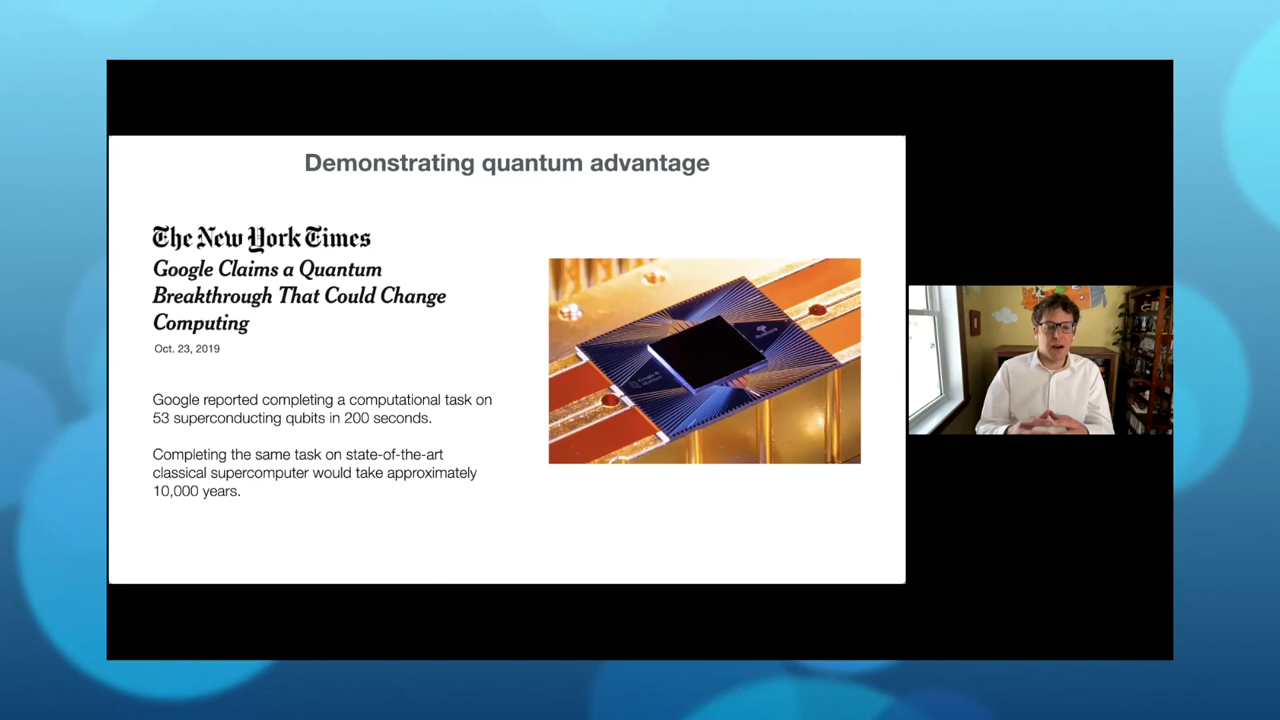 Demonstrating quantum advantage
The New York Times
Google Claims a Quantum
Breakthrough That Could Change
Computing
Oct. 23, 2019
Google reported completing a computational task on
53 superconducting qubits in 200 seconds.
Completing the same task on state-of-the-art
classical supercomputer would take approximately
10,000 years.